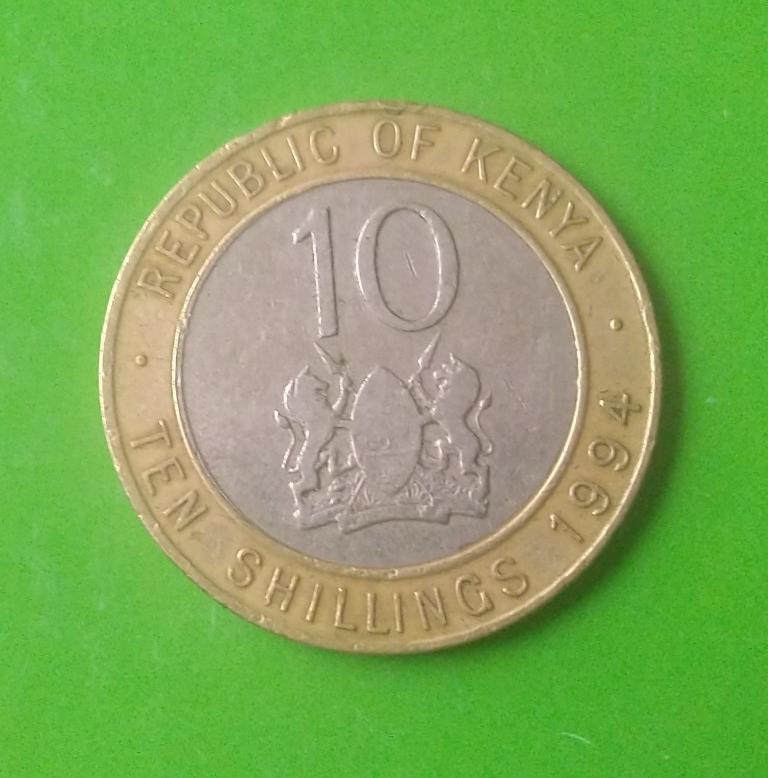 REPUBLIC OF KENYA
10
TEN SHILLINGS 1994